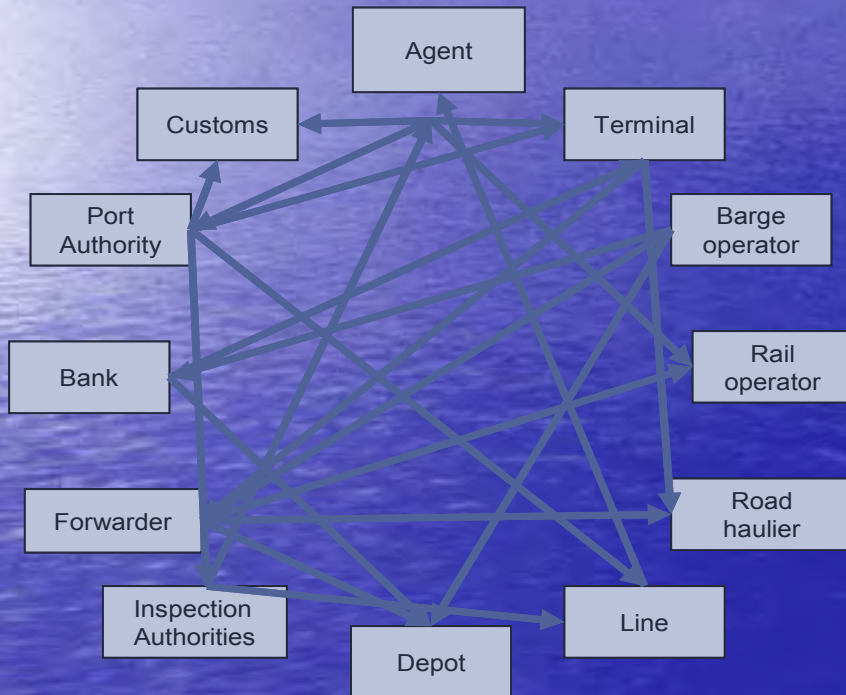 Agent
Customs
Terminal
Port
Authority
Barge
operator
Bank
Rail
operator
Forwarder
Road
haulier
Inspection
Authorities
Line
Depot